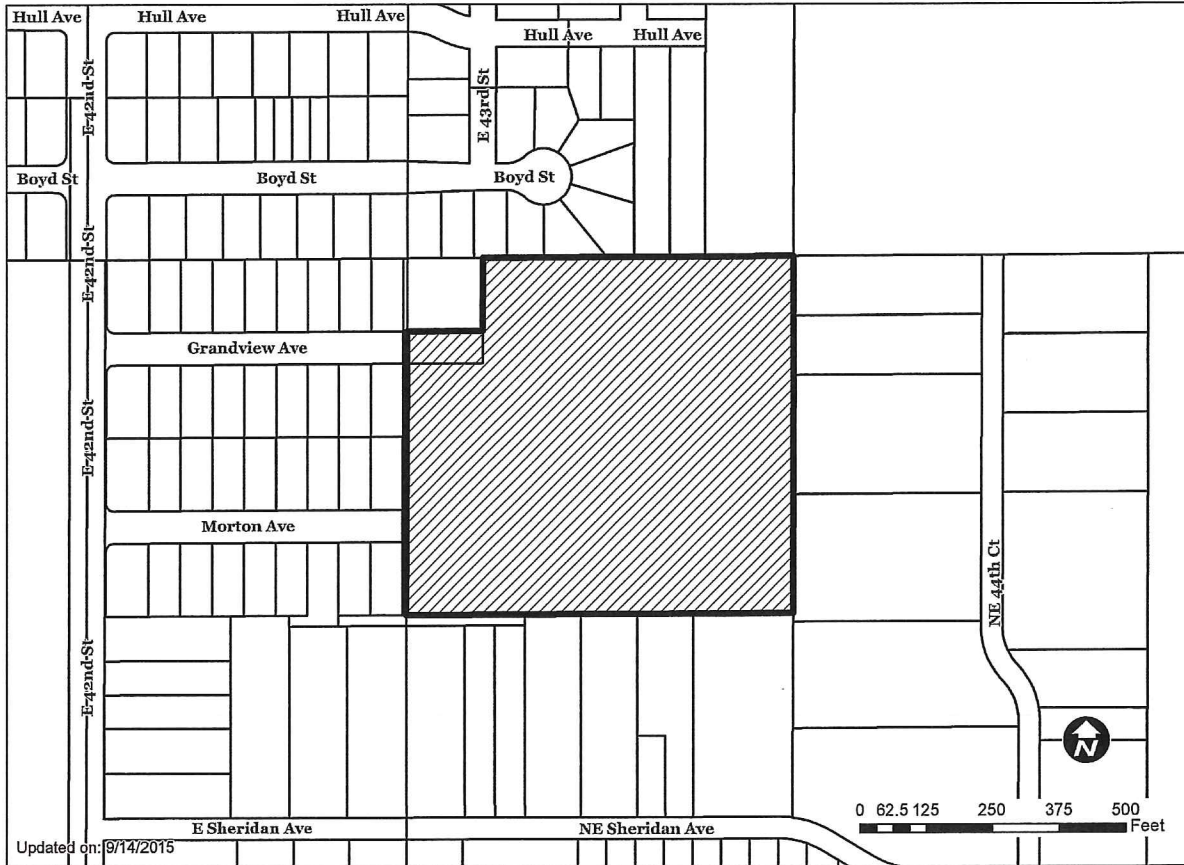 Hull Ave
Hull Ave
Hull Ave
Hull Ave
Hull Ave
E 42nd St
E 43rd St
Boyd St
Boyd St
Boyd St
E 42nd St
Grandview Ave
E 42nd St
Morton Ave
NE 44th Ct
E 42nd St
N
0 62.5 125 250 375 500
Feet
E Sheridan Ave
NE Sheridan Ave
Updated on: 9/14/2015